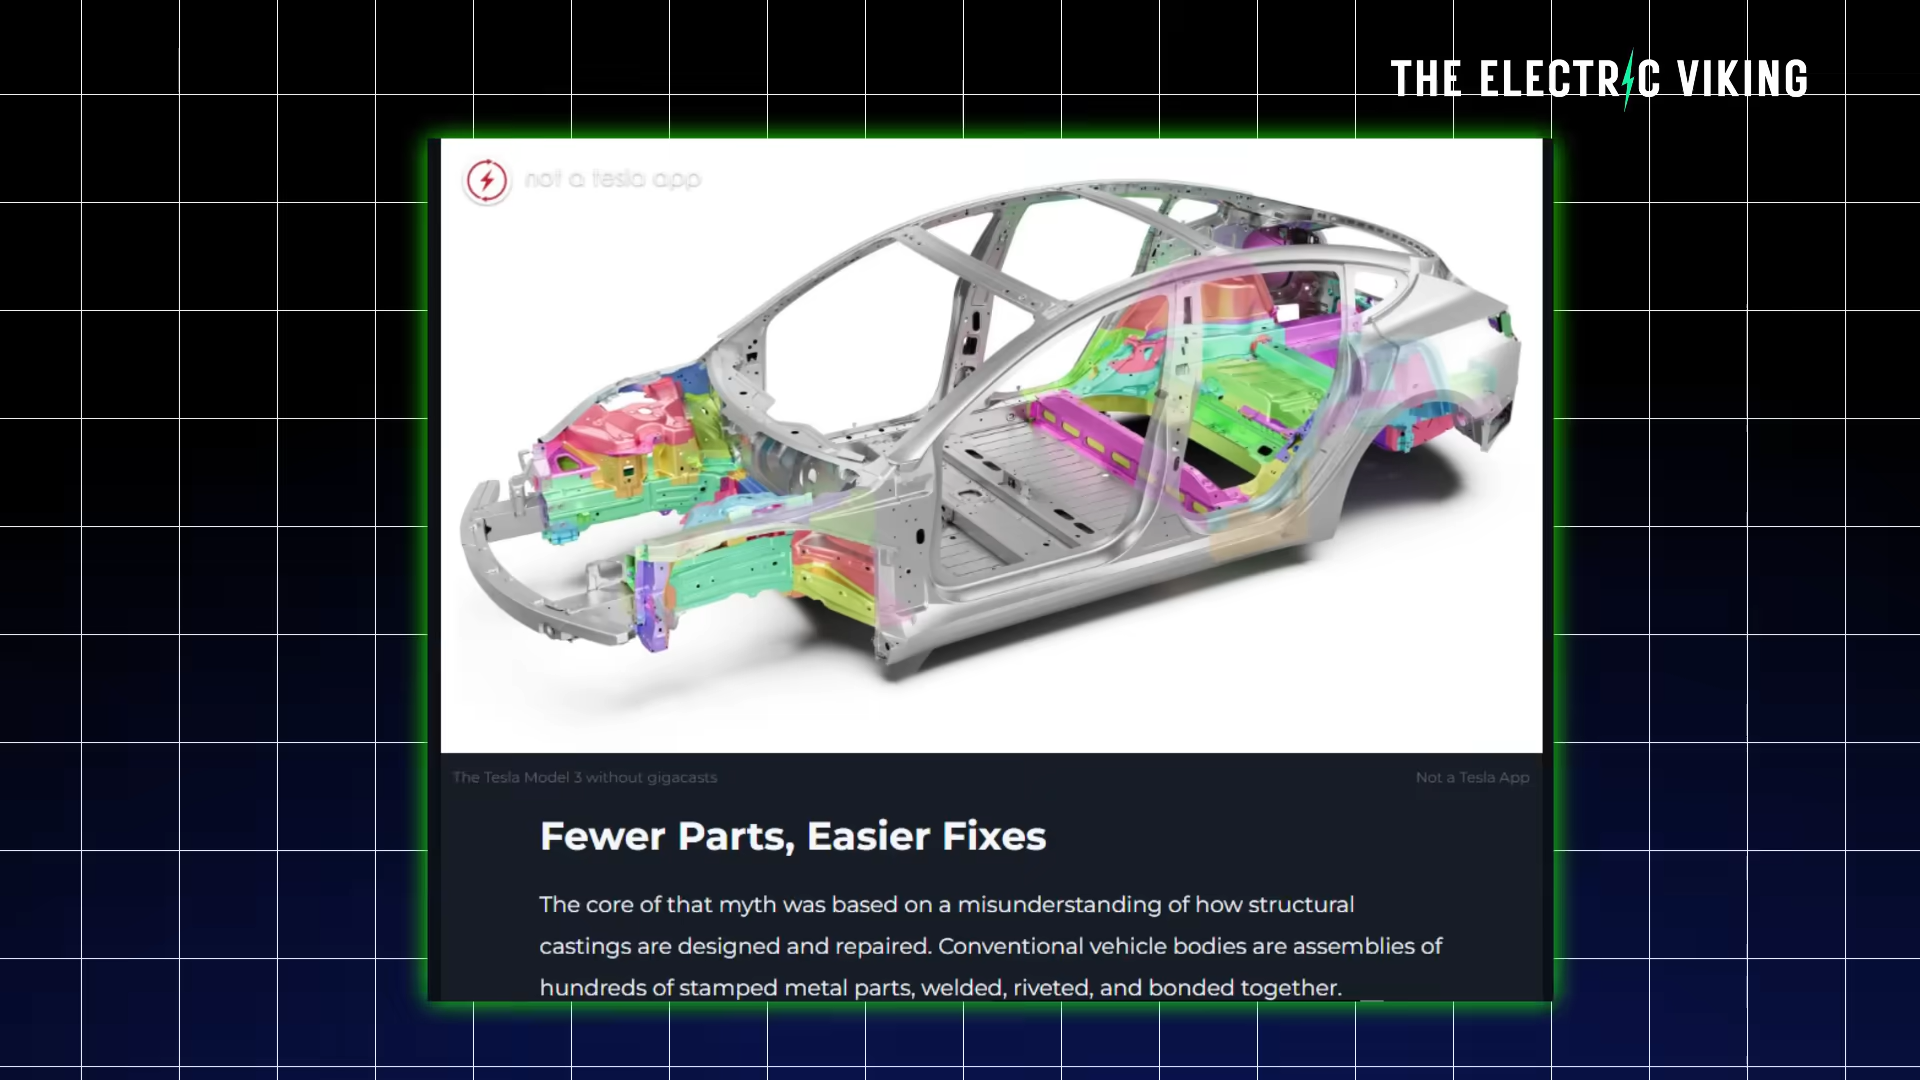 THE ELECTRIC VIKING
not a tesla app
The Tesla Model 3 without gigacasts
Not a Tesla App
Fewer Parts, Easier Fixes
The core of that myth was based on a misunderstanding of how structural
castings are designed and repaired. Conventional vehicle bodies are assemblies of
hundreds of stamped metal parts, welded, riveted, and bonded together.